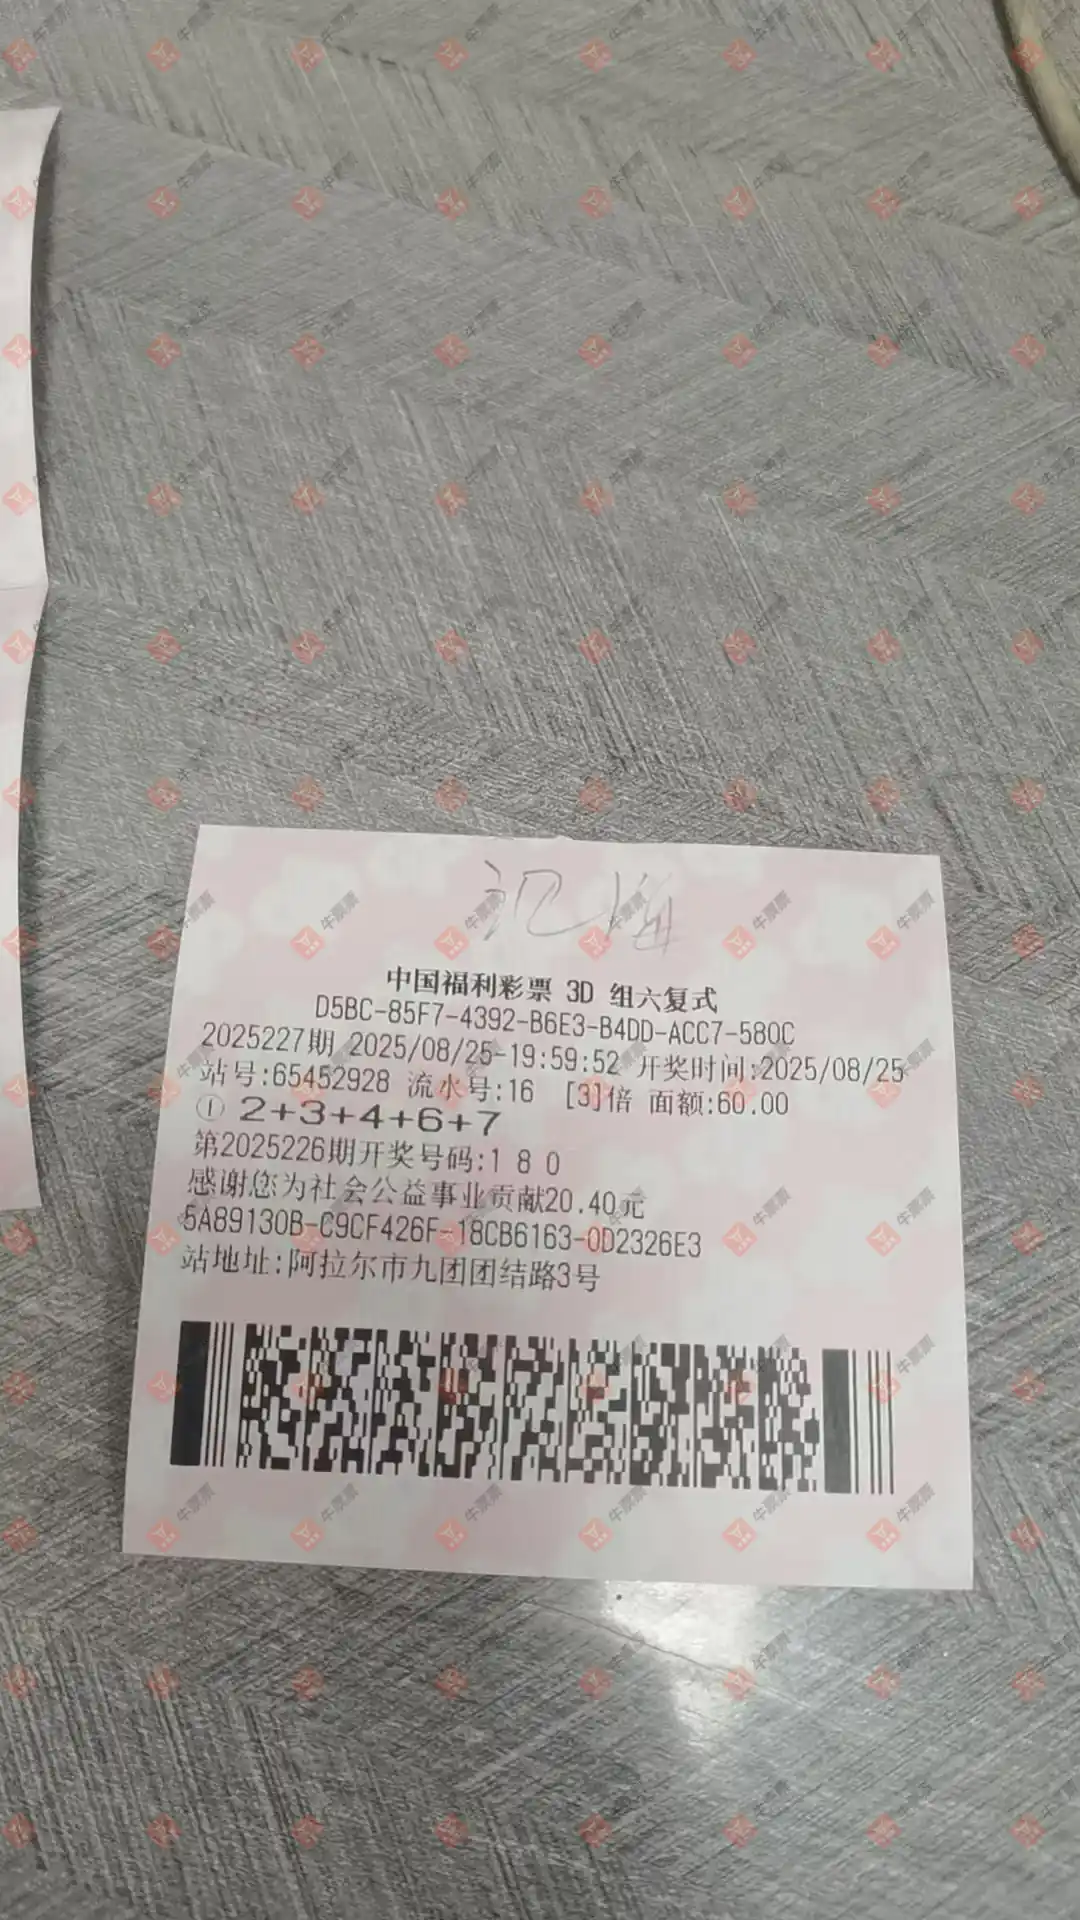 中国福利彩票 3D 组六复式
D5BC-85F7-4392-B6E3-B4DD-ACC7-580C
2025227期 2025/08/25-19:59:52 开奖时间:2025/08/25
站号:65452928 流水号:16 [3]倍 面额:60.00
① 2+3+4+6+7
第2025226期开奖号码:1 8 0
感谢您为社会公益事业贡献20.40元
5A89130B-C9CF426F-18CB6163-0D2326E3
站地址:阿拉尔市九团团结路3号
牛票票